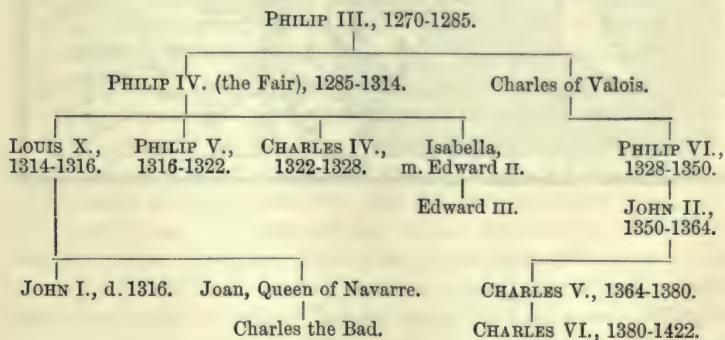 PHILIP III., 1270-1285.
PHILIP IV. (the Fair), 1285-1314. Charles of Valois.
LOUIS X., PHILIP V., CHARLES IV., Isabella, PHILIP VI.,
1314-1316. 1316-1322. 1322-1328. m. Edward II. 1328-1350.
Edward III. JOHN II.,
1350-1364.
JOHN I., d. 1316. Joan, Queen of Navarre. CHARLES V., 1364-1380.
Charles the Bad. CHARLES VI., 1380-1422.